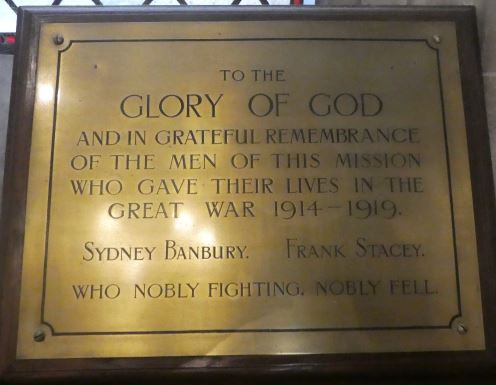 TO THE
GLORY OF GOD
AND IN GRATEFUL REMEMBRANCE
OF THE MEN OF THIS MISSION
WHO GAVE THEIR LIVES IN THE
GREAT WAR 1914-1919.
SYDNEY BANBURY. FRANK STACEY.
WHO NOBLY FIGHTING, NOBLY FELL.